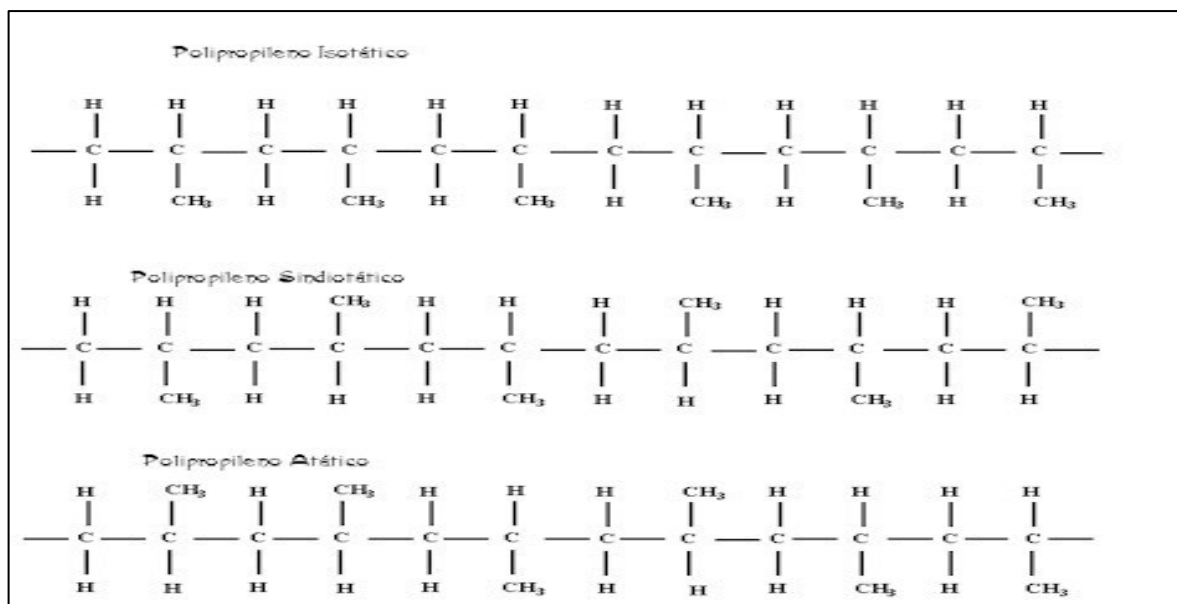 Polipropileno Isotático
H H H H H H H H H H H H
C C C C C C C C C C C C
H CH₃ H CH₃ H CH₃ H CH₃ H CH₃ H CH₃
Polipropileno Sindiotático
H H H CH₃ H H H CH₃ H H H CH₃
C C C C C C C C C C C C
H CH₃ H H H CH₃ H H H CH₃ H H
Polipropileno Atático
H CH₃ H CH₃ H H H CH₃ H H H H
C C C C C C C C C C C C
H H H H H CH₃ H H H CH₃ H CH₃